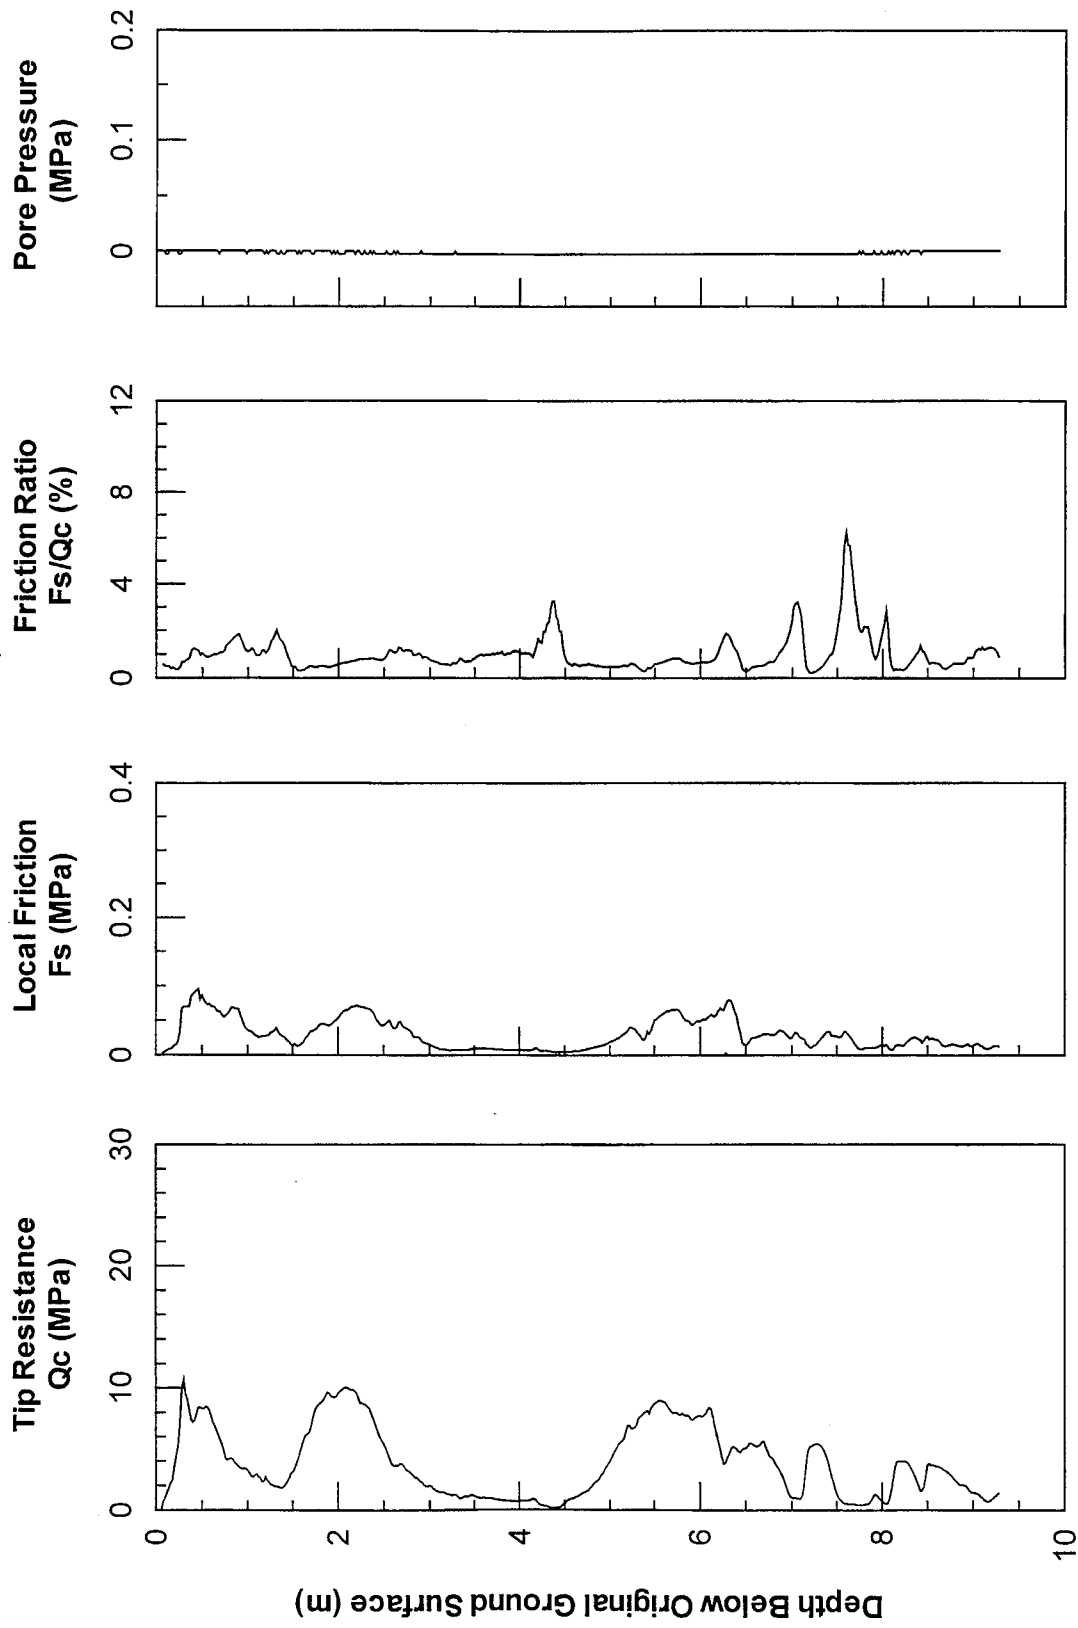 Tip Resistance
Qc (MPa)
0 10 20 30
Local Friction
Fs (MPa)
0 0.2 0.4
Friction Ratio
Fs/Qc (%)
0 4 8 12
Pore Pressure
(MPa)
0 0.1 0.2
0
2
4
6
8
10
Depth Below Original Ground Surface (m)